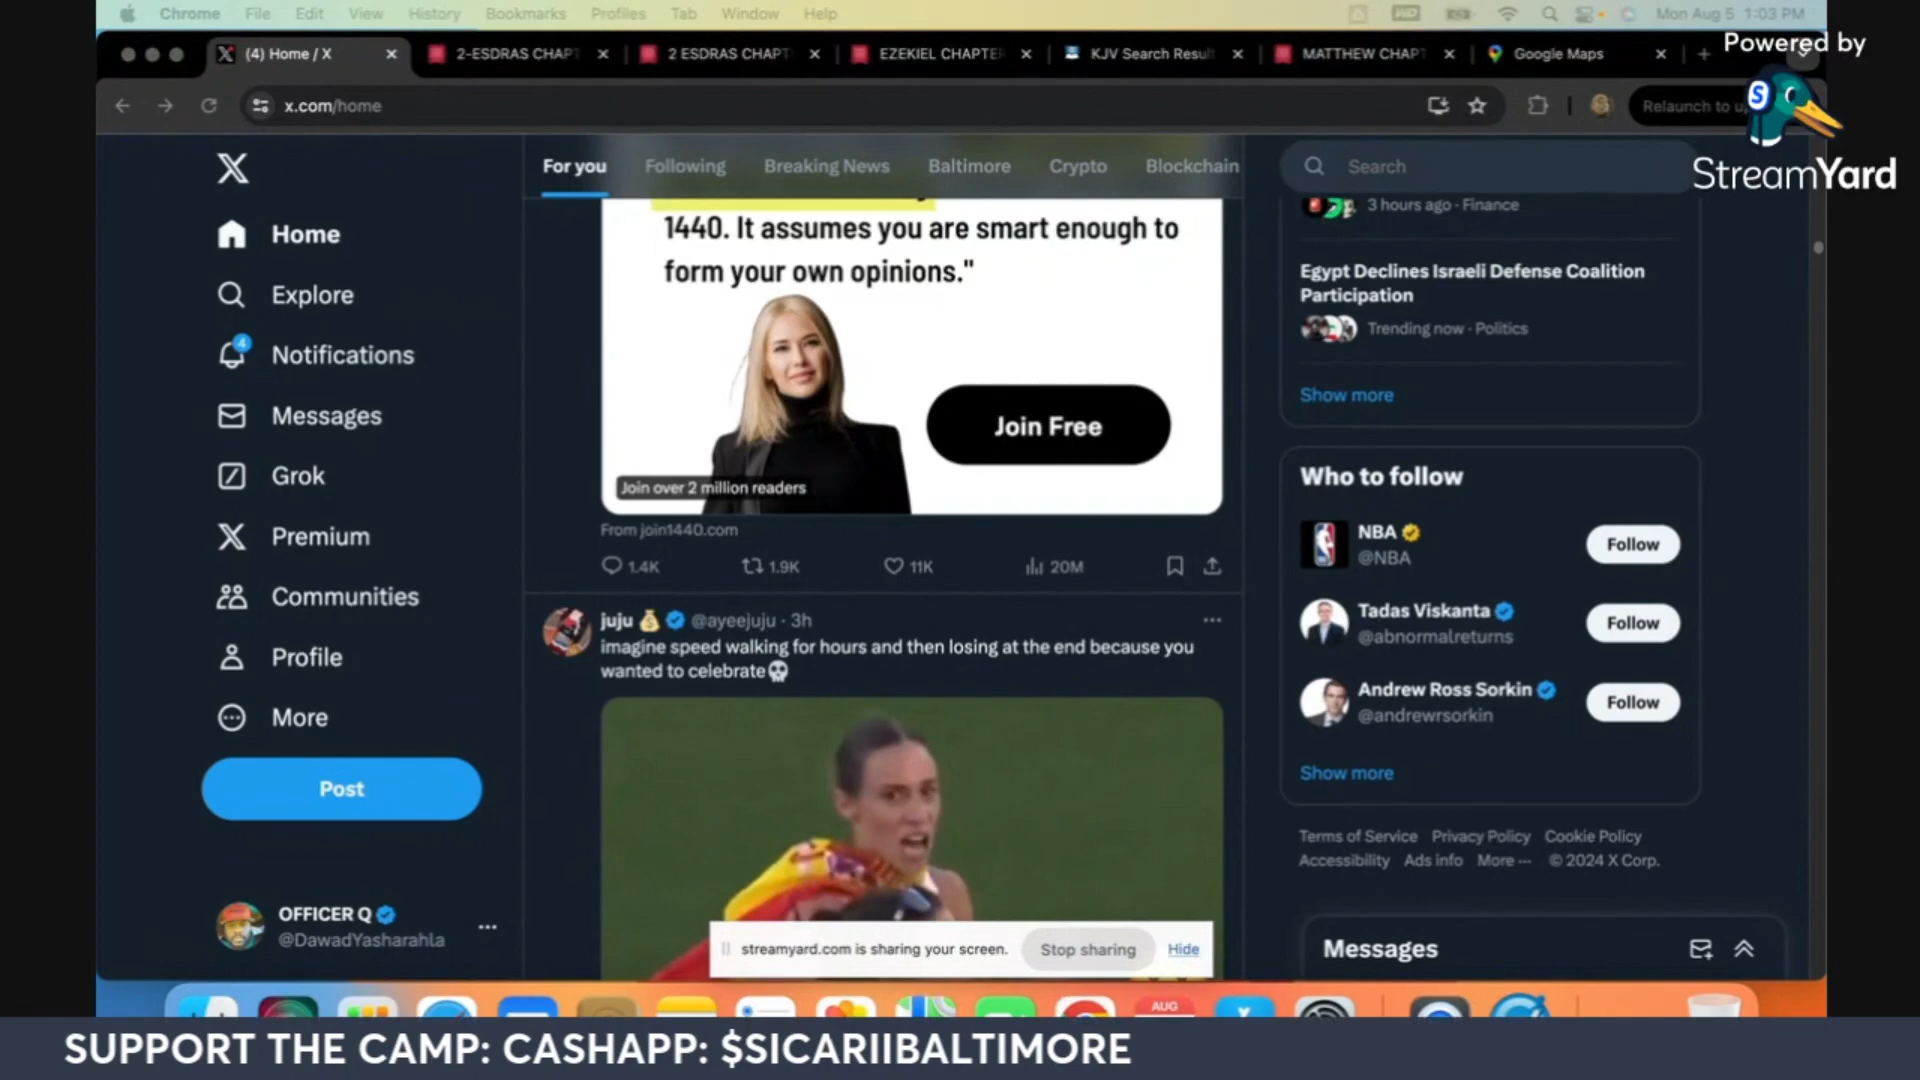 Chrome File Edit View History Bookmarks Profiles Tab Window Help
Mon Aug 5 1:03 PM
(4) Home / X
2-ESDRAS CHAPT
2 ESDRAS CHAPT
EZEKIEL CHAPTER
KJV Search Resul
MATTHEW CHAPT
Google Maps
Powered by
StreamYard
x.com/home
Relaunch to u
For you
Following
Breaking News
Baltimore
Crypto
Blockchain
Search
Home
Explore
4
Notifications
Messages
Grok
Premium
Communities
Profile
More
Post
OFFICER Q
@DawadYasharahla
1440. It assumes you are smart enough to
form your own opinions."
Join Free
Join over 2 million readers
From join1440.com
1.4K
1.9K
11K
20M
juju @ayeejuju · 3h
imagine speed walking for hours and then losing at the end because you
wanted to celebrate💀
streamyard.com is sharing your screen.
Stop sharing
Hide
3 hours ago · Finance
Egypt Declines Israeli Defense Coalition
Participation
Trending now · Politics
Show more
Who to follow
NBA
@NBA
Follow
Tadas Viskanta
@abnormalreturns
Follow
Andrew Ross Sorkin
@andrewrsorkin
Follow
Show more
Terms of Service Privacy Policy Cookie Policy
Accessibility Ads info More ··· © 2024 X Corp.
Messages
AUG
SUPPORT THE CAMP: CASHAPP: $SICARIIBALTIMORE